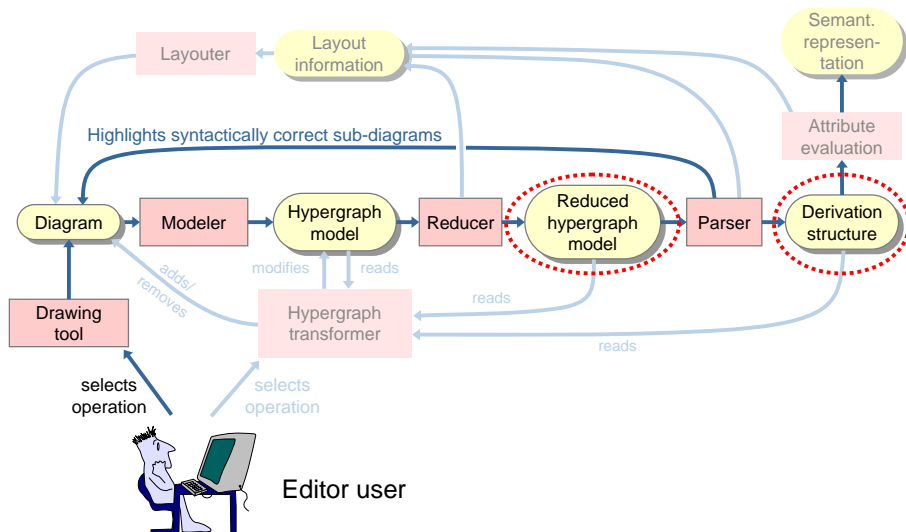 Semant.
represen-
tation
Layouter
Layout
information
Attribute
evaluation
Highlights syntactically correct sub-diagrams
Diagram
Modeler
Hypergraph
model
Reducer
Reduced
hypergraph
model
Parser
Derivation
structure
adds/
removes
modifies
reads
reads
reads
Drawing
tool
Hypergraph
transformer
selects
operation
selects
operation
Editor user